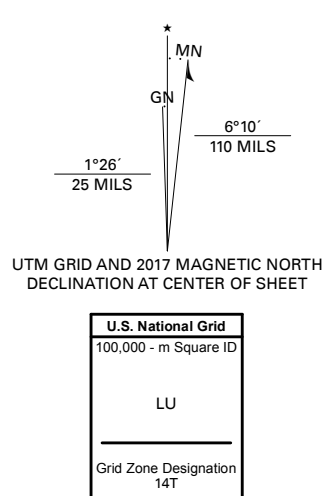 ★
MN
GN
6°10´
110 MILS
1°26´
25 MILS
UTM GRID AND 2017 MAGNETIC NORTH
DECLINATION AT CENTER OF SHEET
U.S. National Grid
100,000 - m Square ID
LU
Grid Zone Designation
14T